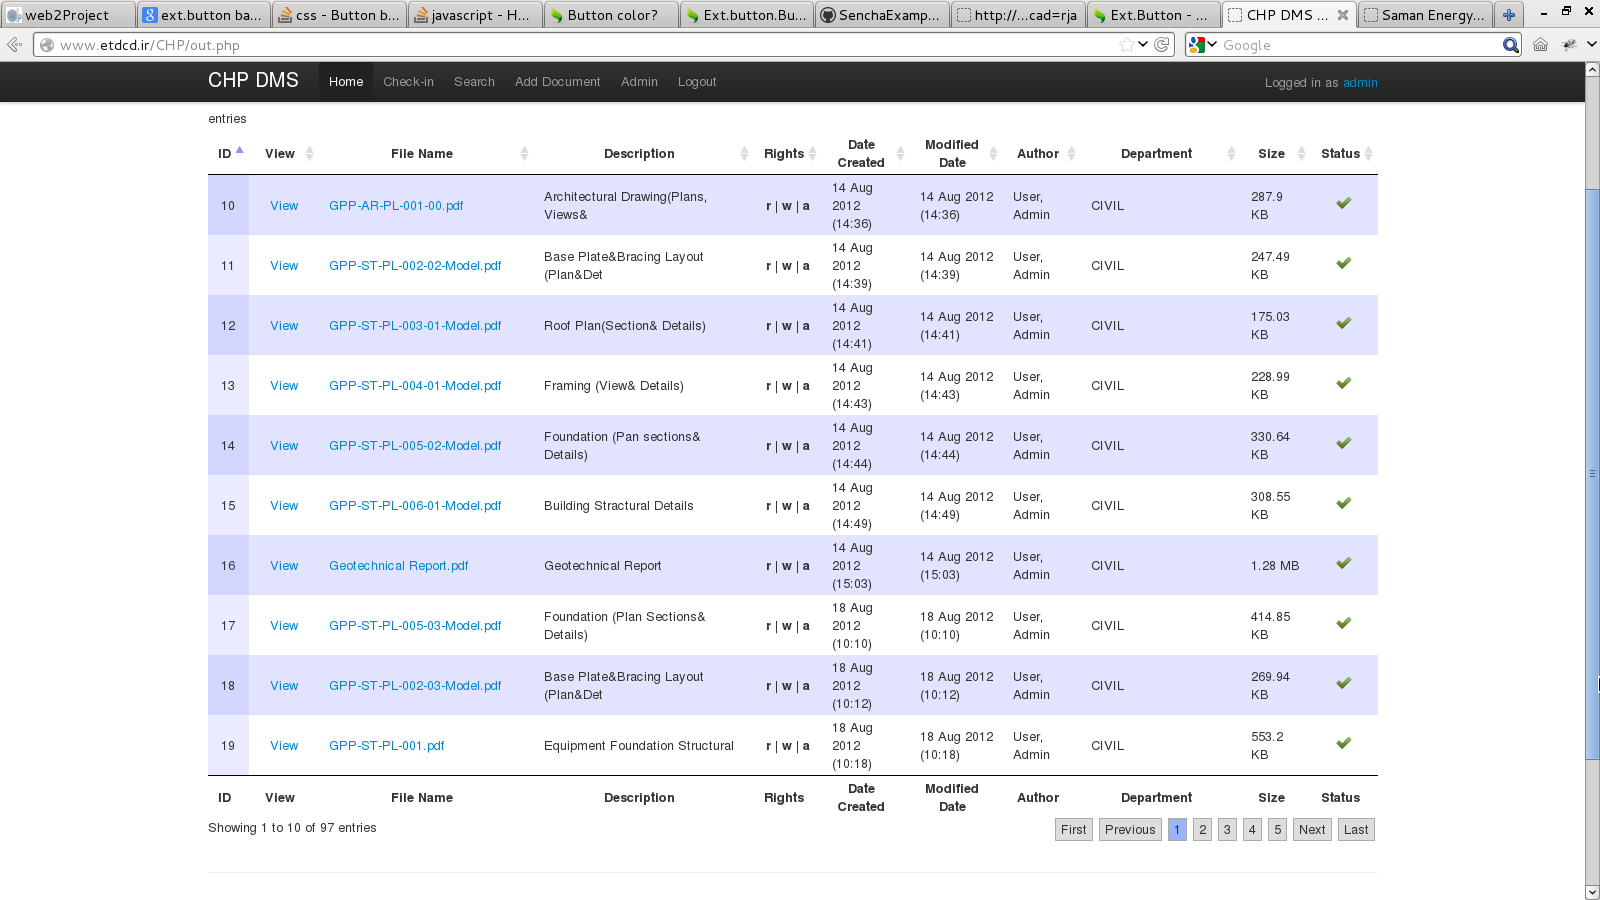 web2Project
ext.button ba...
css - Button b...
javascript - H...
Button color?
Ext.button.Bu...
SenchaExamp...
http://...cad=rja
Ext.Button - ...
CHP DMS ...
Saman Energy...
www.etdcd.ir/CHP/out.php
Google
CHP DMS Home Check-in Search Add Document Admin Logout Logged in as admin
entries
ID View File Name Description Rights Date Created Modified Date Author Department Size Status
10 View GPP-AR-PL-001-00.pdf Architectural Drawing(Plans, Views& r | w | a 14 Aug 2012 (14:36) 14 Aug 2012 (14:36) User, Admin CIVIL 287.9 KB
11 View GPP-ST-PL-002-02-Model.pdf Base Plate&Bracing Layout (Plan&Det r | w | a 14 Aug 2012 (14:39) 14 Aug 2012 (14:39) User, Admin CIVIL 247.49 KB
12 View GPP-ST-PL-003-01-Model.pdf Roof Plan(Section& Details) r | w | a 14 Aug 2012 (14:41) 14 Aug 2012 (14:41) User, Admin CIVIL 175.03 KB
13 View GPP-ST-PL-004-01-Model.pdf Framing (View& Details) r | w | a 14 Aug 2012 (14:43) 14 Aug 2012 (14:43) User, Admin CIVIL 228.99 KB
14 View GPP-ST-PL-005-02-Model.pdf Foundation (Pan sections& Details) r | w | a 14 Aug 2012 (14:44) 14 Aug 2012 (14:44) User, Admin CIVIL 330.64 KB
15 View GPP-ST-PL-006-01-Model.pdf Building Stractural Details r | w | a 14 Aug 2012 (14:49) 14 Aug 2012 (14:49) User, Admin CIVIL 308.55 KB
16 View Geotechnical Report.pdf Geotechnical Report r | w | a 14 Aug 2012 (15:03) 14 Aug 2012 (15:03) User, Admin CIVIL 1.28 MB
17 View GPP-ST-PL-005-03-Model.pdf Foundation (Plan Sections& Details) r | w | a 18 Aug 2012 (10:10) 18 Aug 2012 (10:10) User, Admin CIVIL 414.85 KB
18 View GPP-ST-PL-002-03-Model.pdf Base Plate&Bracing Layout (Plan&Det r | w | a 18 Aug 2012 (10:12) 18 Aug 2012 (10:12) User, Admin CIVIL 269.94 KB
19 View GPP-ST-PL-001.pdf Equipment Foundation Structural r | w | a 18 Aug 2012 (10:18) 18 Aug 2012 (10:18) User, Admin CIVIL 553.2 KB
ID View File Name Description Rights Date Created Modified Date Author Department Size Status
Showing 1 to 10 of 97 entries First Previous 1 2 3 4 5 Next Last